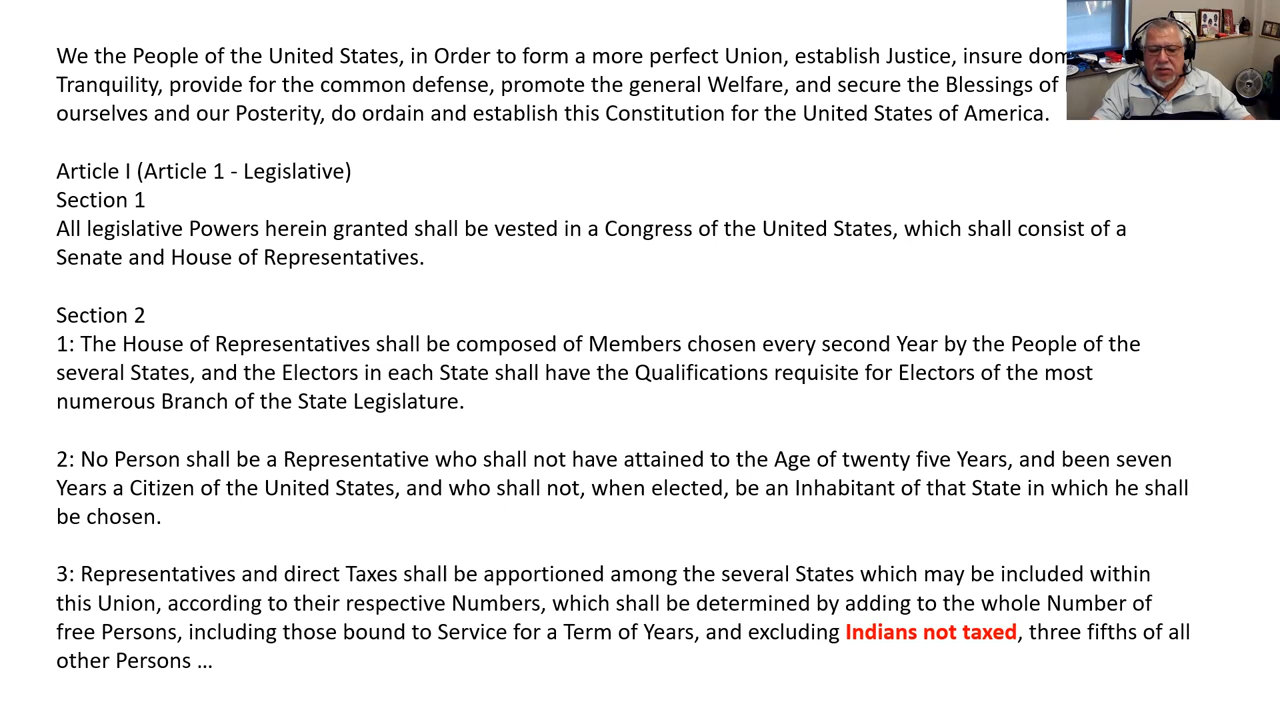 We the People of the United States, in Order to form a more perfect Union, establish Justice, insure
Tranquility, provide for the common defense, promote the general Welfare, and secure the Blessings of
ourselves and our Posterity, do ordain and establish this Constitution for the United States of America.
Article I (Article 1 - Legislative)
Section 1
All legislative Powers herein granted shall be vested in a Congress of the United States, which shall consist of a
Senate and House of Representatives.
Section 2
1: The House of Representatives shall be composed of Members chosen every second Year by the People of the
several States, and the Electors in each State shall have the Qualifications requisite for Electors of the most
numerous Branch of the State Legislature.
2: No Person shall be a Representative who shall not have attained to the Age of twenty five Years, and been seven
Years a Citizen of the United States, and who shall not, when elected, be an Inhabitant of that State in which he shall
be chosen.
3: Representatives and direct Taxes shall be apportioned among the several States which may be included within
this Union, according to their respective Numbers, which shall be determined by adding to the whole Number of
free Persons, including those bound to Service for a Term of Years, and excluding Indians not taxed, three fifths of all
other Persons …